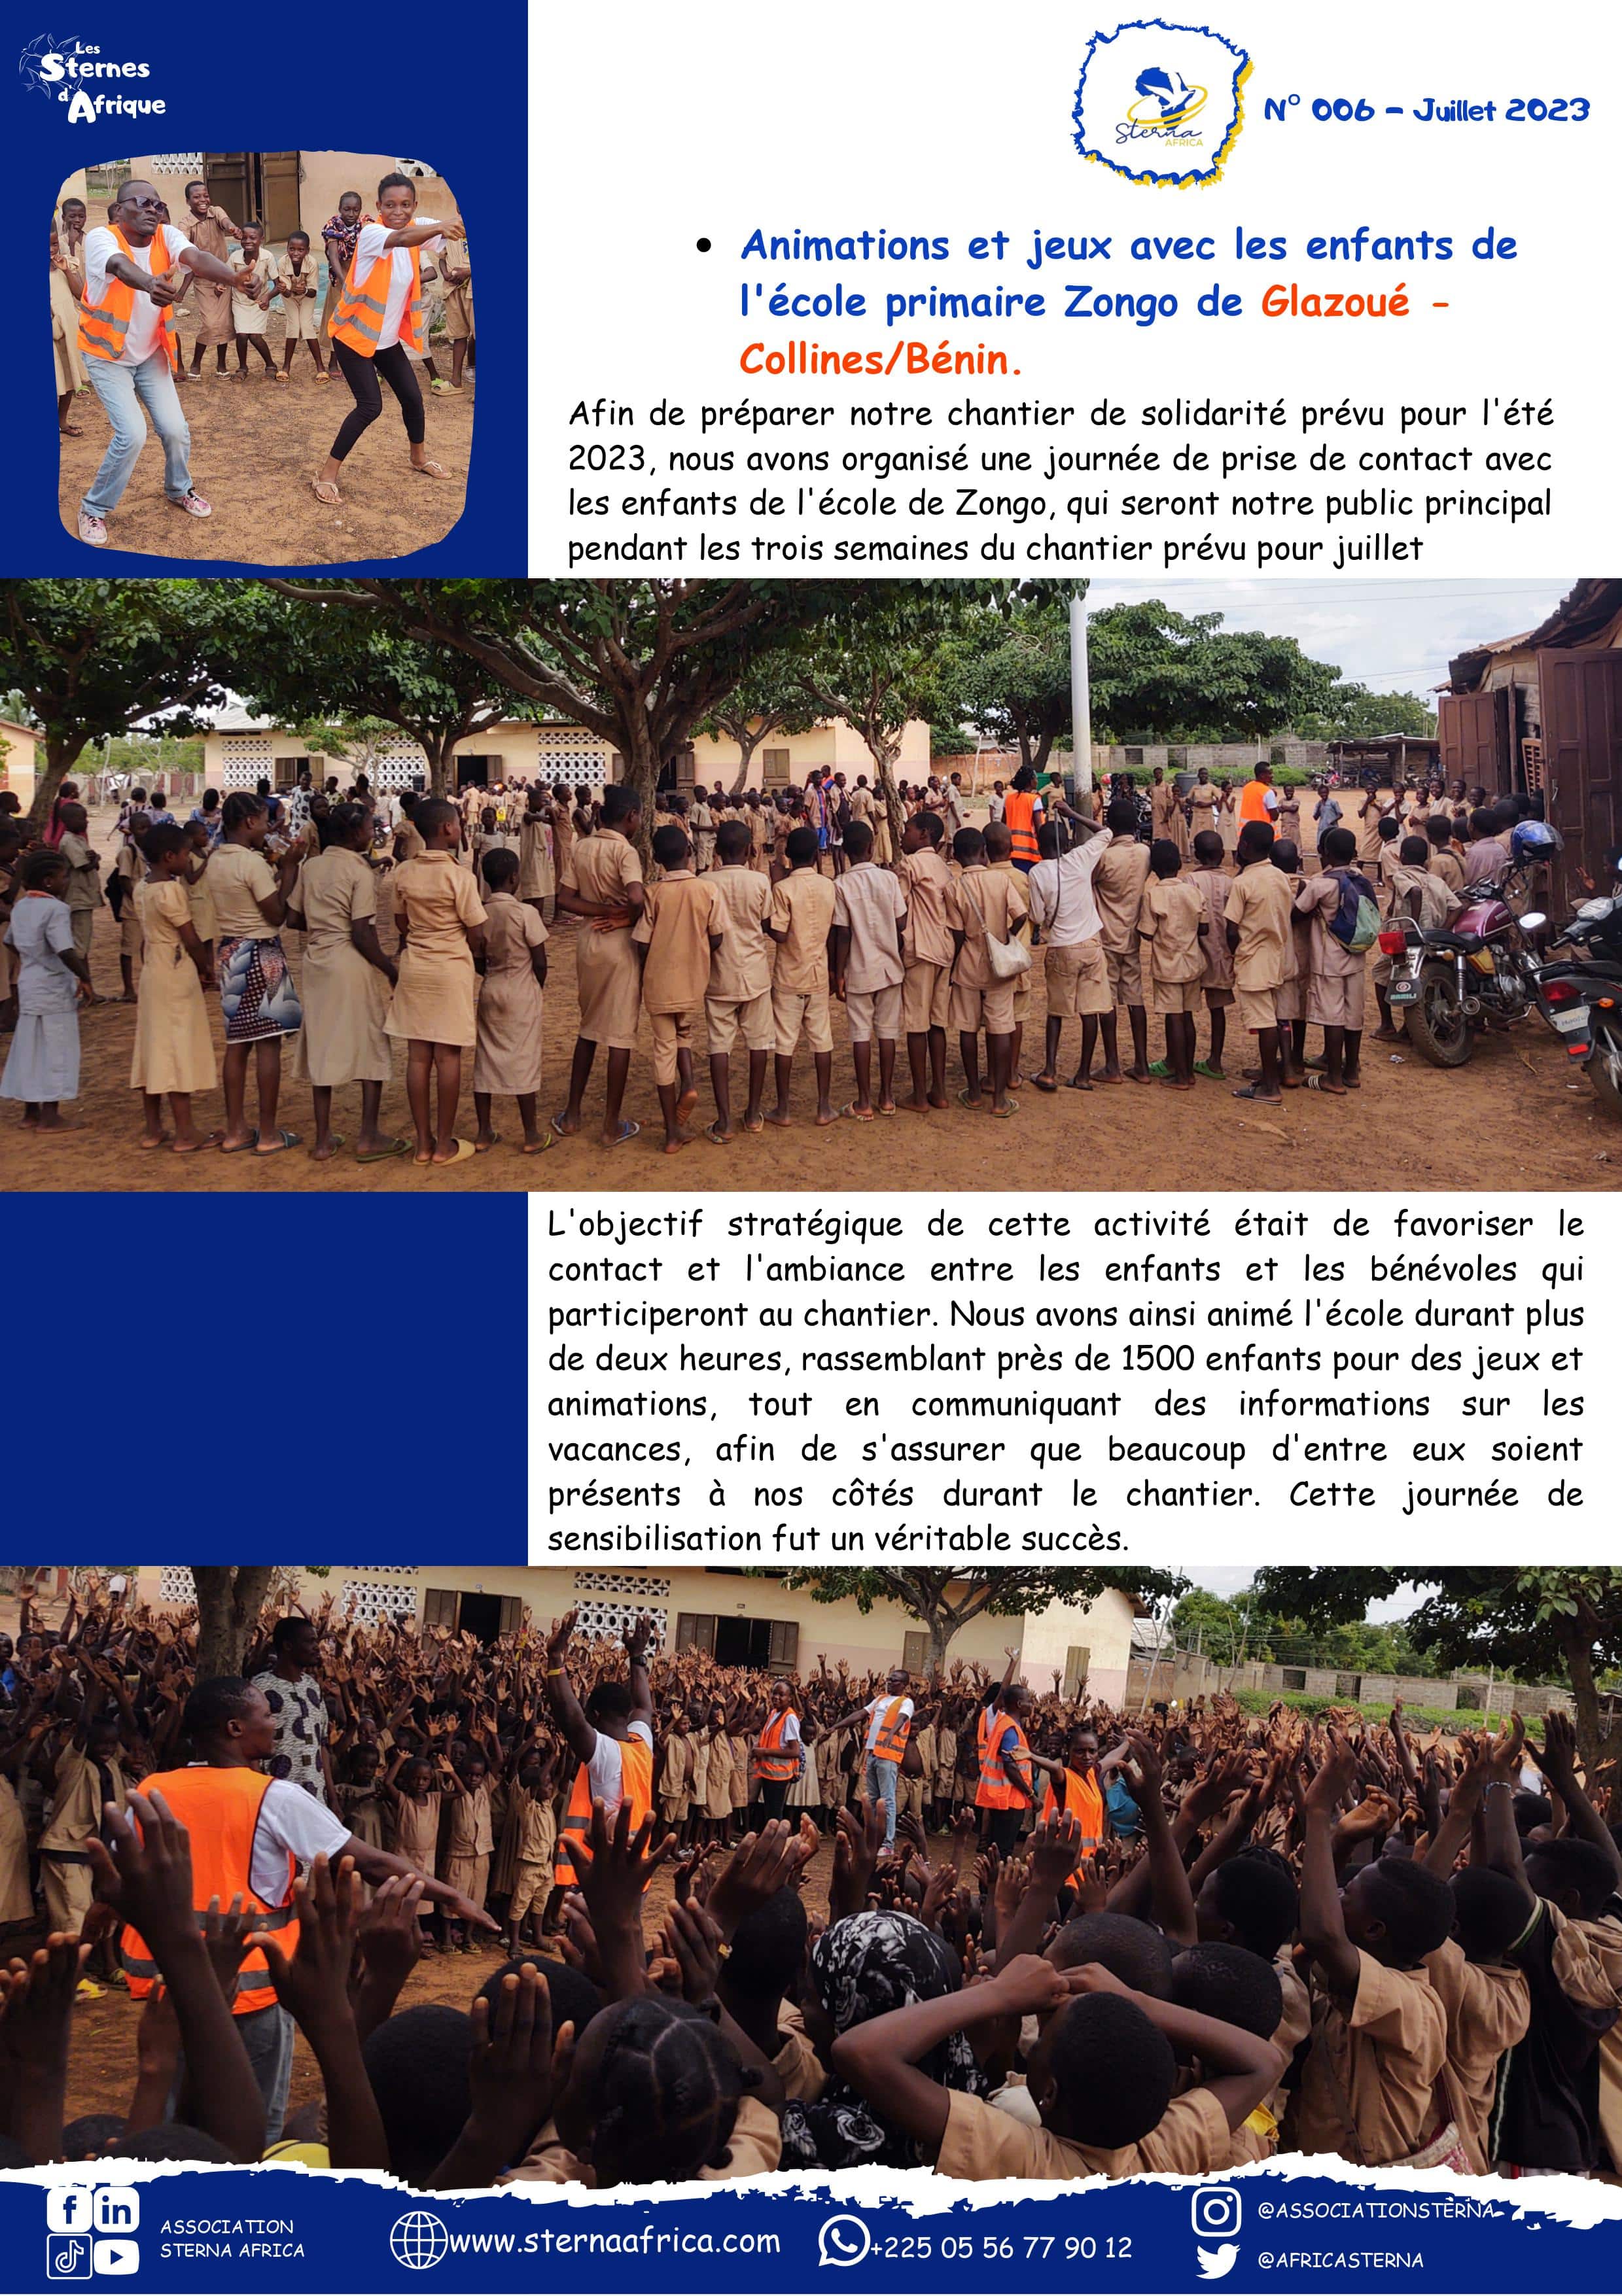 Les
Sternes
d'Afrique
Sterna
AFRICA
N° 006 – Juillet 2023
• Animations et jeux avec les enfants de
l'école primaire Zongo de Glazoué -
Collines/Bénin.
Afin de préparer notre chantier de solidarité prévu pour l'été
2023, nous avons organisé une journée de prise de contact avec
les enfants de l'école de Zongo, qui seront notre public principal
pendant les trois semaines du chantier prévu pour juillet
L'objectif stratégique de cette activité était de favoriser le
contact et l'ambiance entre les enfants et les bénévoles qui
participeront au chantier. Nous avons ainsi animé l'école durant plus
de deux heures, rassemblant près de 1500 enfants pour des jeux et
animations, tout en communiquant des informations sur les
vacances, afin de s'assurer que beaucoup d'entre eux soient
présents à nos côtés durant le chantier. Cette journée de
sensibilisation fut un véritable succès.
ASSOCIATION
STERNA AFRICA
www.sternaafrica.com
+225 05 56 77 90 12
@ASSOCIATIONSTERNA
@AFRICASTERNA